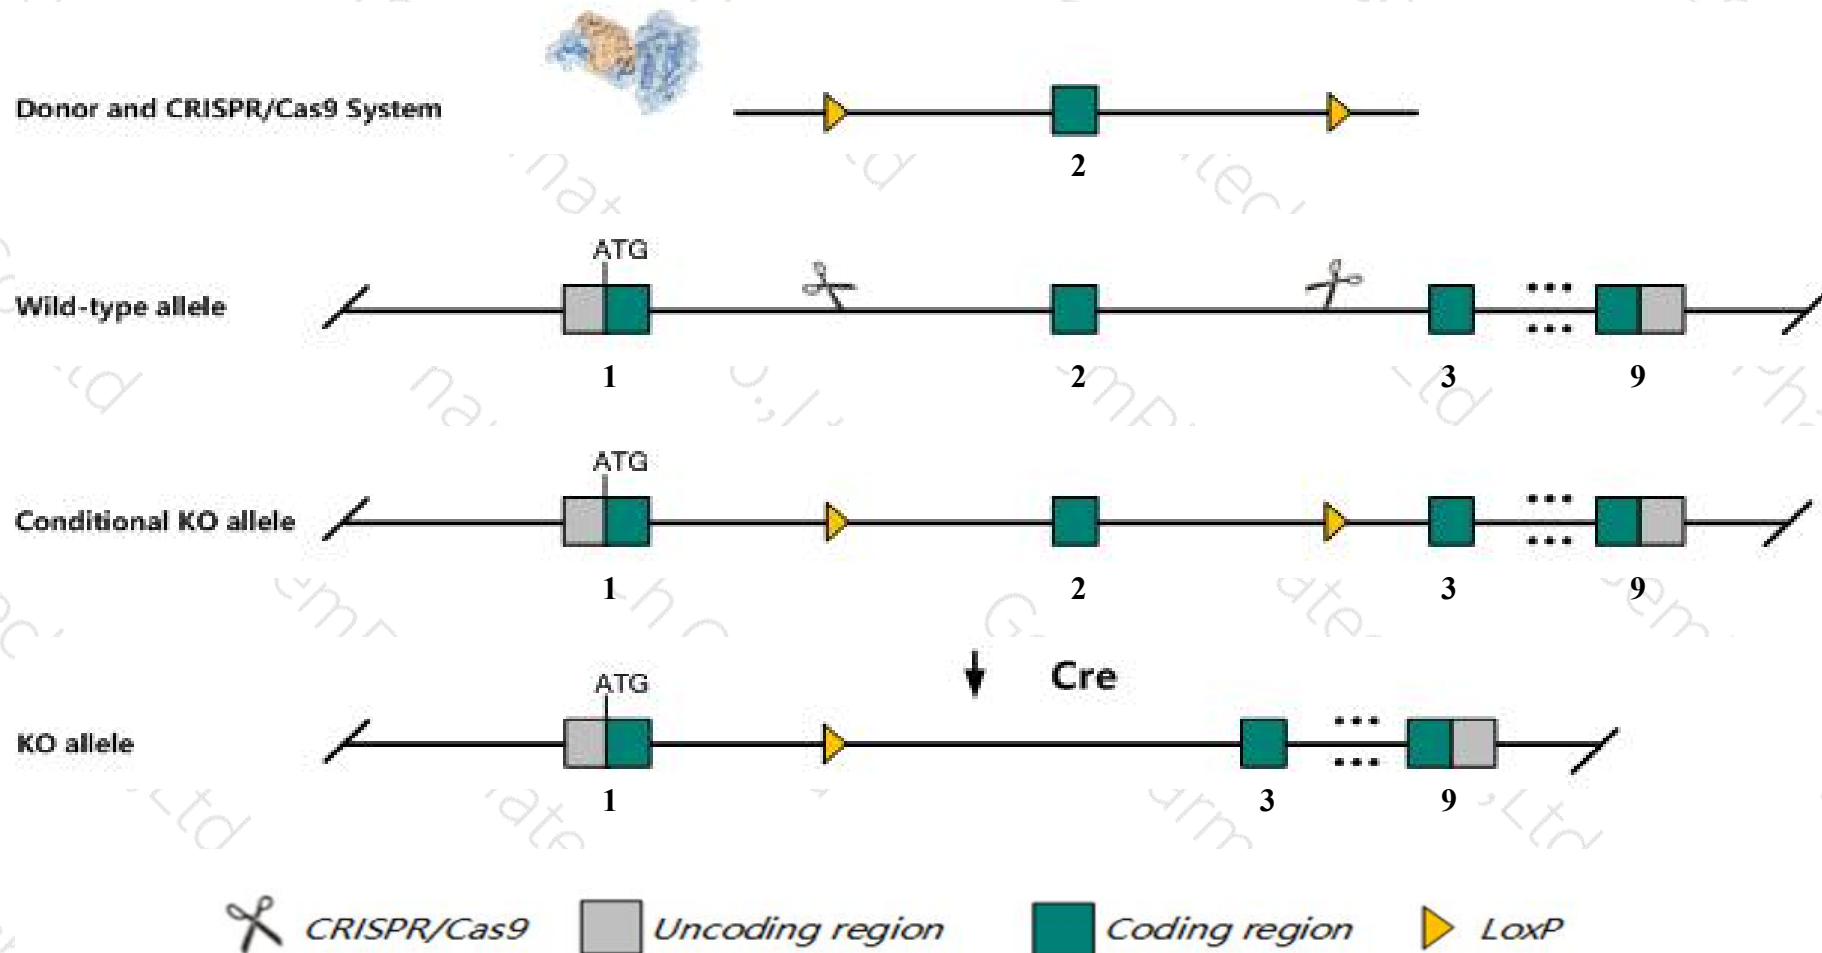 Donor and CRISPR/Cas9 System
2
ATG
Wild-type allele
1 2 3 9
ATG
Conditional KO allele
1 2 3 9
Cre
ATG
KO allele
1 3 9
CRISPR/Cas9 Uncoding region Coding region LoxP